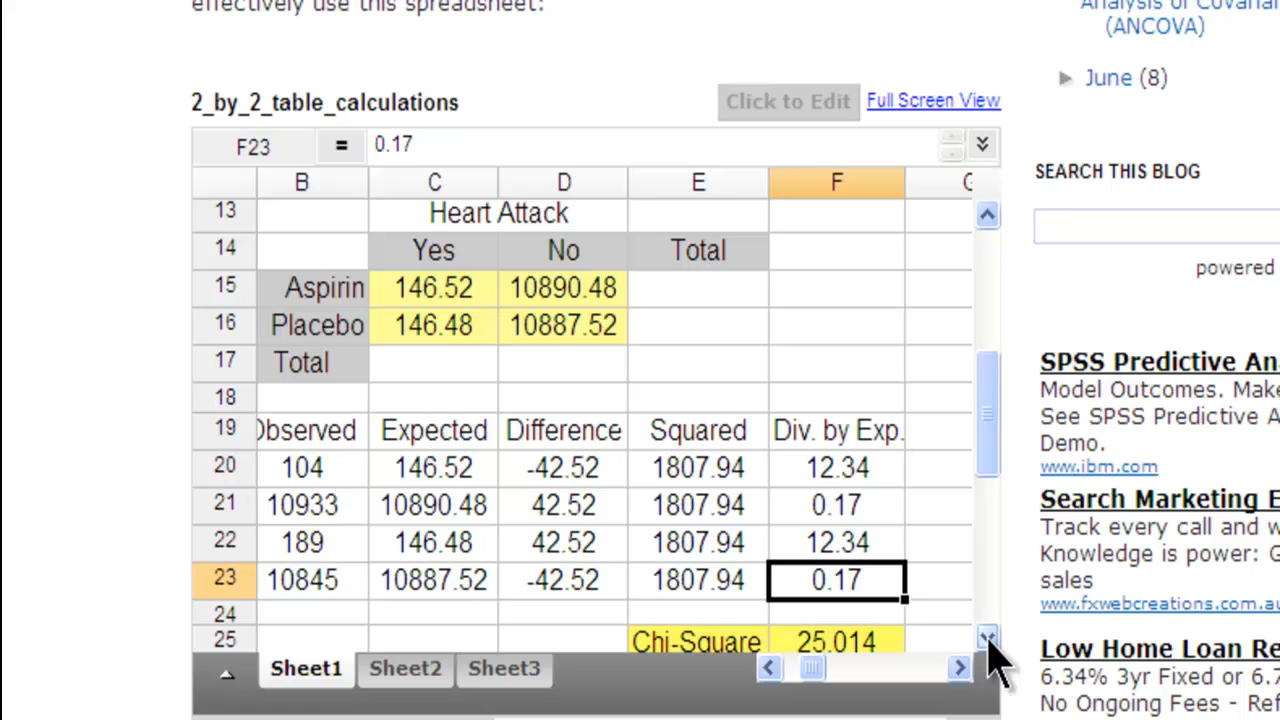 effectively use this spreadsheet:
Analysis of Covarian
(ANCOVA)
► June (8)
2_by_2_table_calculations
Click to Edit Full Screen View
F23 = 0.17
SEARCH THIS BLOG
B C D E F G
13 Heart Attack
14 Yes No Total
15 Aspirin 146.52 10890.48
16 Placebo 146.48 10887.52
17 Total
18
19 Observed Expected Difference Squared Div. by Exp.
20 104 146.52 -42.52 1807.94 12.34
21 10933 10890.48 42.52 1807.94 0.17
22 189 146.48 42.52 1807.94 12.34
23 10845 10887.52 -42.52 1807.94 0.17
24
25 Chi-Square 25.014
Sheet1 Sheet2 Sheet3
powered
SPSS Predictive An
Model Outcomes. Make
See SPSS Predictive A
Demo.
www.ibm.com
Search Marketing E
Track every call and w
Knowledge is power: G
sales
www.fxwebcreations.com.au
Low Home Loan Re
6.34% 3yr Fixed or 6.7
No Ongoing Fees - Ref